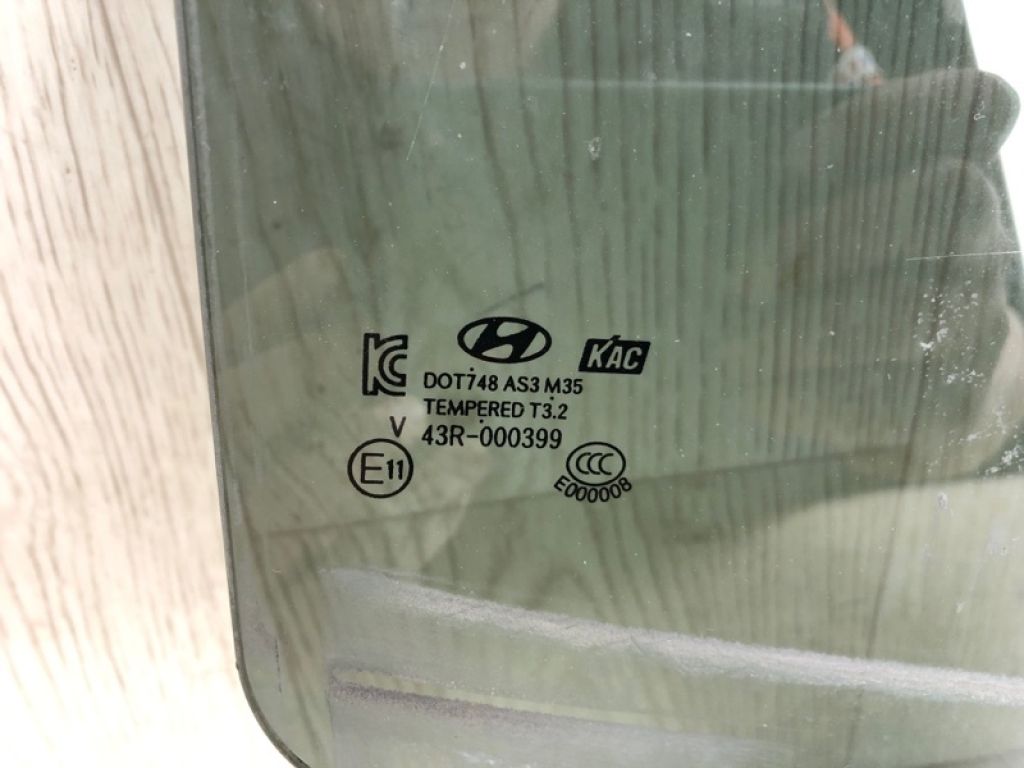 KC
KAC
DOT748 AS3 M35
TEMPERED T3.2
V
43R-000399
E11
CCC
E000008